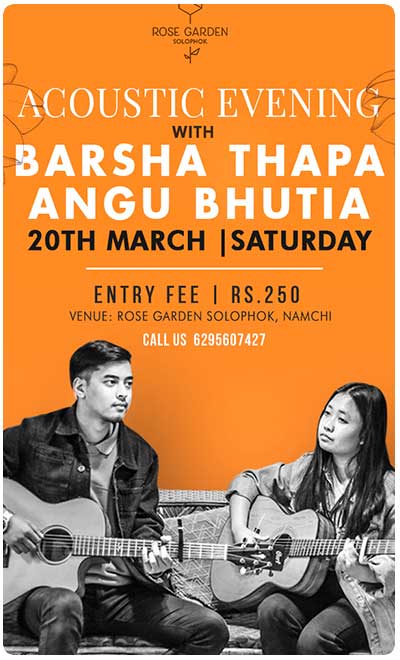 ROSE GARDEN
SOLOPHOK
ACOUSTIC EVENING
WITH
BARSHA THAPA
ANGU BHUTIA
20TH MARCH |SATURDAY
ENTRY FEE | RS.250
VENUE: ROSE GARDEN SOLOPHOK, NAMCHI
CALL US 6295607427